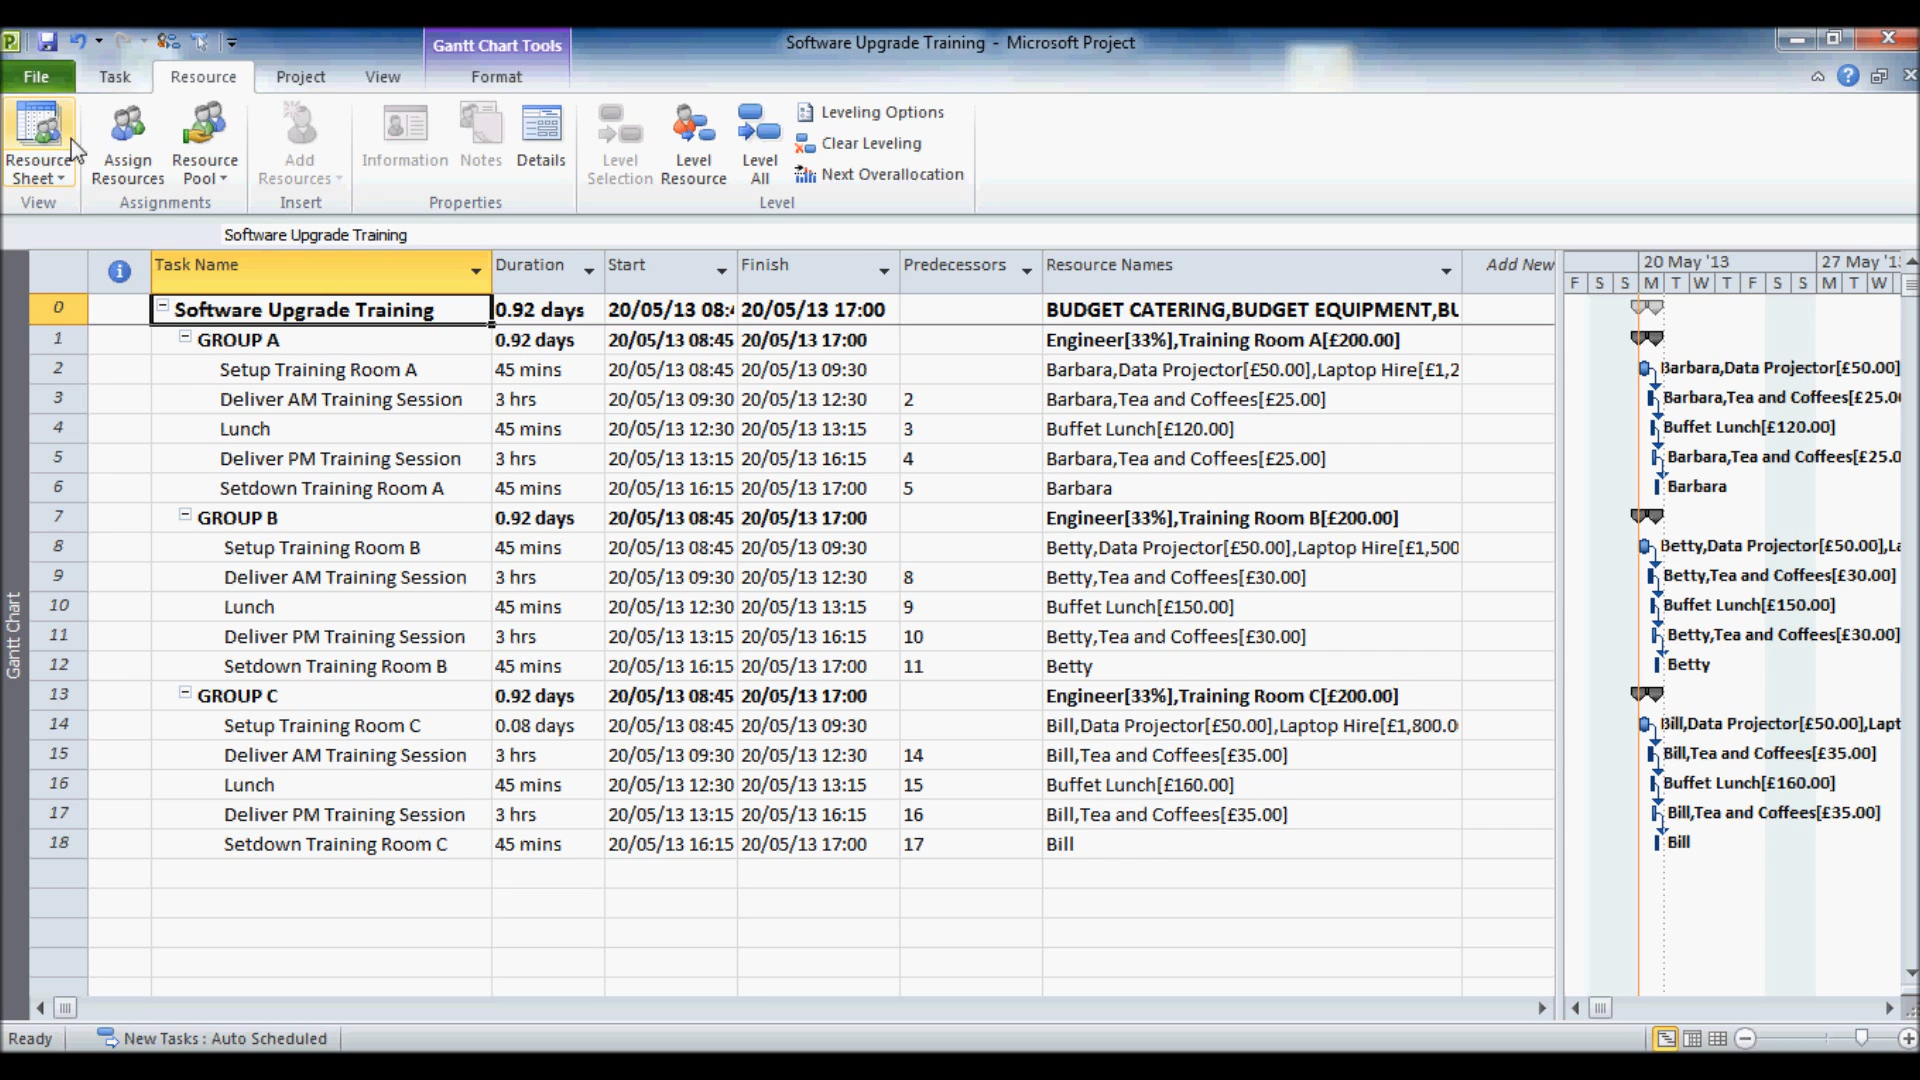 Gantt Chart Tools
Software Upgrade Training - Microsoft Project
File Task Resource Project View Format
Resource Sheet
Assign Resources
Resource Pool
Add Resources
Information
Notes
Details
Level Selection
Level Resource
Level All
Leveling Options
Clear Leveling
Next Overallocation
View Assignments Insert Properties Level
Software Upgrade Training
Task Name Duration Start Finish Predecessors Resource Names Add New
20 May '13 27 May '13
F S S M T W T F S S M T W
0 Software Upgrade Training 0.92 days 20/05/13 08:4 20/05/13 17:00 BUDGET CATERING,BUDGET EQUIPMENT,BU
1 GROUP A 0.92 days 20/05/13 08:45 20/05/13 17:00 Engineer[33%],Training Room A[£200.00]
2 Setup Training Room A 45 mins 20/05/13 08:45 20/05/13 09:30 Barbara,Data Projector[£50.00],Laptop Hire[£1,2 Barbara,Data Projector[£50.00]
3 Deliver AM Training Session 3 hrs 20/05/13 09:30 20/05/13 12:30 2 Barbara,Tea and Coffees[£25.00] Barbara,Tea and Coffees[£25.0
4 Lunch 45 mins 20/05/13 12:30 20/05/13 13:15 3 Buffet Lunch[£120.00] Buffet Lunch[£120.00]
5 Deliver PM Training Session 3 hrs 20/05/13 13:15 20/05/13 16:15 4 Barbara,Tea and Coffees[£25.00] Barbara,Tea and Coffees[£25.0
6 Setdown Training Room A 45 mins 20/05/13 16:15 20/05/13 17:00 5 Barbara Barbara
7 GROUP B 0.92 days 20/05/13 08:45 20/05/13 17:00 Engineer[33%],Training Room B[£200.00]
8 Setup Training Room B 45 mins 20/05/13 08:45 20/05/13 09:30 Betty,Data Projector[£50.00],Laptop Hire[£1,500 Betty,Data Projector[£50.00],La
9 Deliver AM Training Session 3 hrs 20/05/13 09:30 20/05/13 12:30 8 Betty,Tea and Coffees[£30.00] Betty,Tea and Coffees[£30.00]
10 Lunch 45 mins 20/05/13 12:30 20/05/13 13:15 9 Buffet Lunch[£150.00] Buffet Lunch[£150.00]
11 Deliver PM Training Session 3 hrs 20/05/13 13:15 20/05/13 16:15 10 Betty,Tea and Coffees[£30.00] Betty,Tea and Coffees[£30.00]
12 Setdown Training Room B 45 mins 20/05/13 16:15 20/05/13 17:00 11 Betty Betty
13 GROUP C 0.92 days 20/05/13 08:45 20/05/13 17:00 Engineer[33%],Training Room C[£200.00]
14 Setup Training Room C 0.08 days 20/05/13 08:45 20/05/13 09:30 Bill,Data Projector[£50.00],Laptop Hire[£1,800.0 Bill,Data Projector[£50.00],Lapt
15 Deliver AM Training Session 3 hrs 20/05/13 09:30 20/05/13 12:30 14 Bill,Tea and Coffees[£35.00] Bill,Tea and Coffees[£35.00]
16 Lunch 45 mins 20/05/13 12:30 20/05/13 13:15 15 Buffet Lunch[£160.00] Buffet Lunch[£160.00]
17 Deliver PM Training Session 3 hrs 20/05/13 13:15 20/05/13 16:15 16 Bill,Tea and Coffees[£35.00] Bill,Tea and Coffees[£35.00]
18 Setdown Training Room C 45 mins 20/05/13 16:15 20/05/13 17:00 17 Bill Bill
Gantt Chart
Ready New Tasks : Auto Scheduled